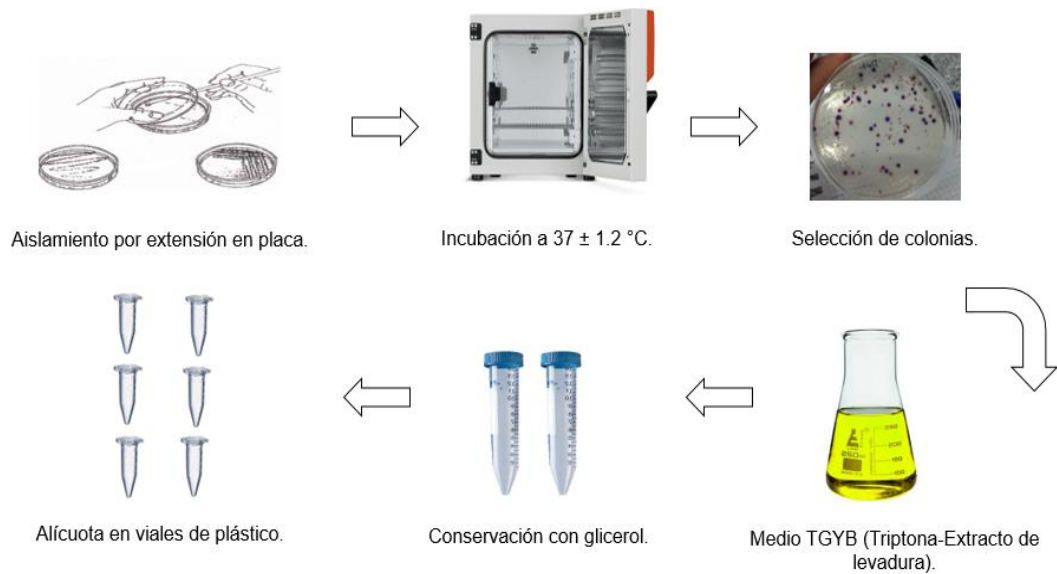 Aislamiento por extensión en placa.
Incubación a 37 ± 1.2 °C.
Selección de colonias.
Alícuota en viales de plástico.
Conservación con glicerol.
Medio TGYB (Triptona-Extracto de
levadura).